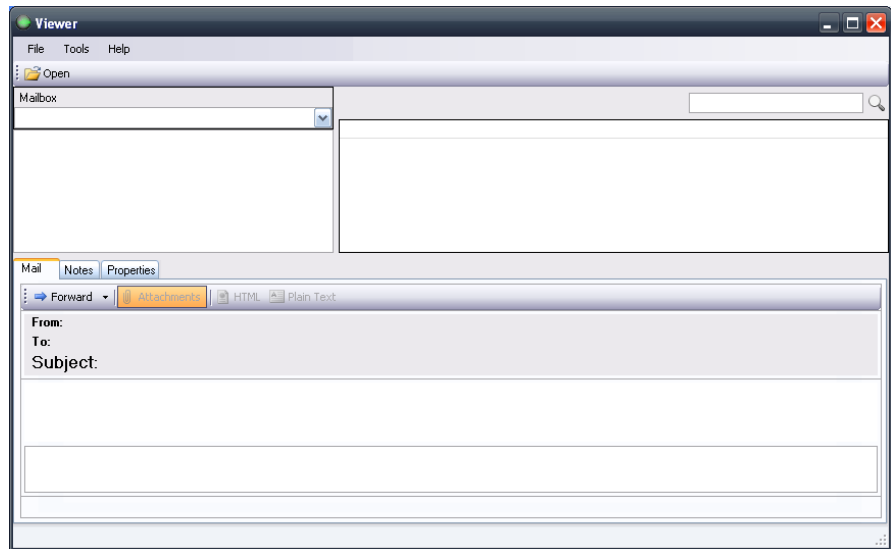 Viewer
File Tools Help
Open
Mailbox
Mail Notes Properties
Forward Attachments HTML Plain Text
From:
To:
Subject: